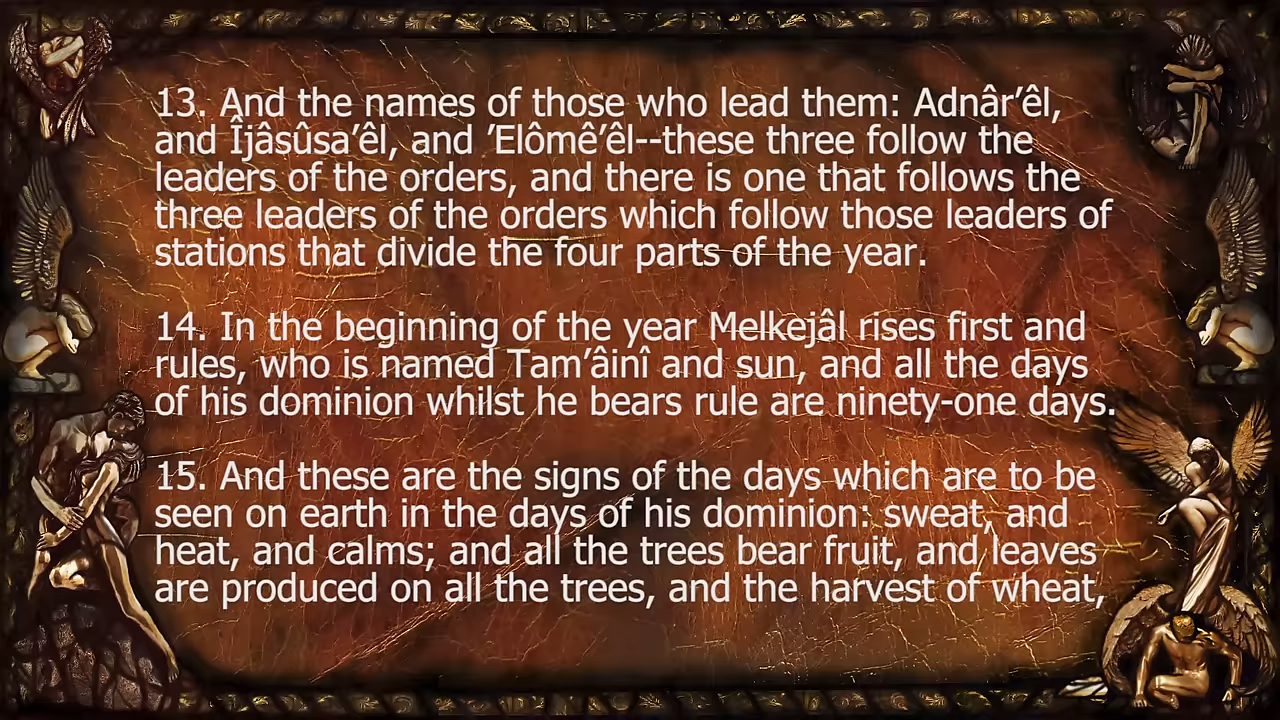 13. And the names of those who lead them: Adnâr’êl,
and Îjâsûsa’êl, and ’Elômê’êl--these three follow the
leaders of the orders, and there is one that follows the
three leaders of the orders which follow those leaders of
stations that divide the four parts of the year.
14. In the beginning of the year Melkejâl rises first and
rules, who is named Tam’âinî and sun, and all the days
of his dominion whilst he bears rule are ninety-one days.
15. And these are the signs of the days which are to be
seen on earth in the days of his dominion: sweat, and
heat, and calms; and all the trees bear fruit, and leaves
are produced on all the trees, and the harvest of wheat,